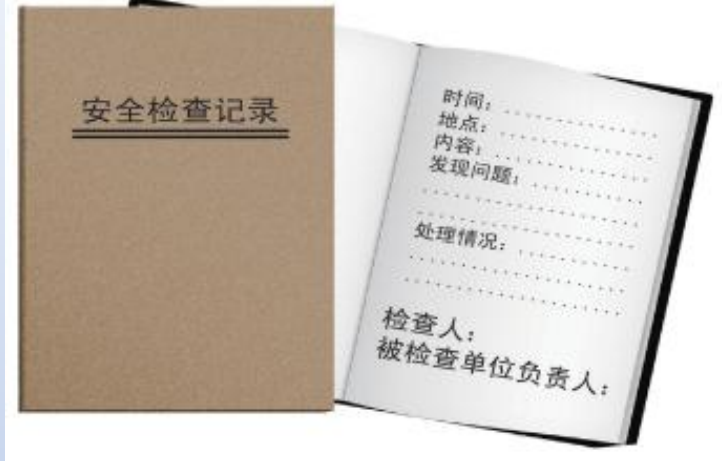 安全检查记录
时间：
地点：
内容：
发现问题：
处理情况：
检查人：
被检查单位负责人：